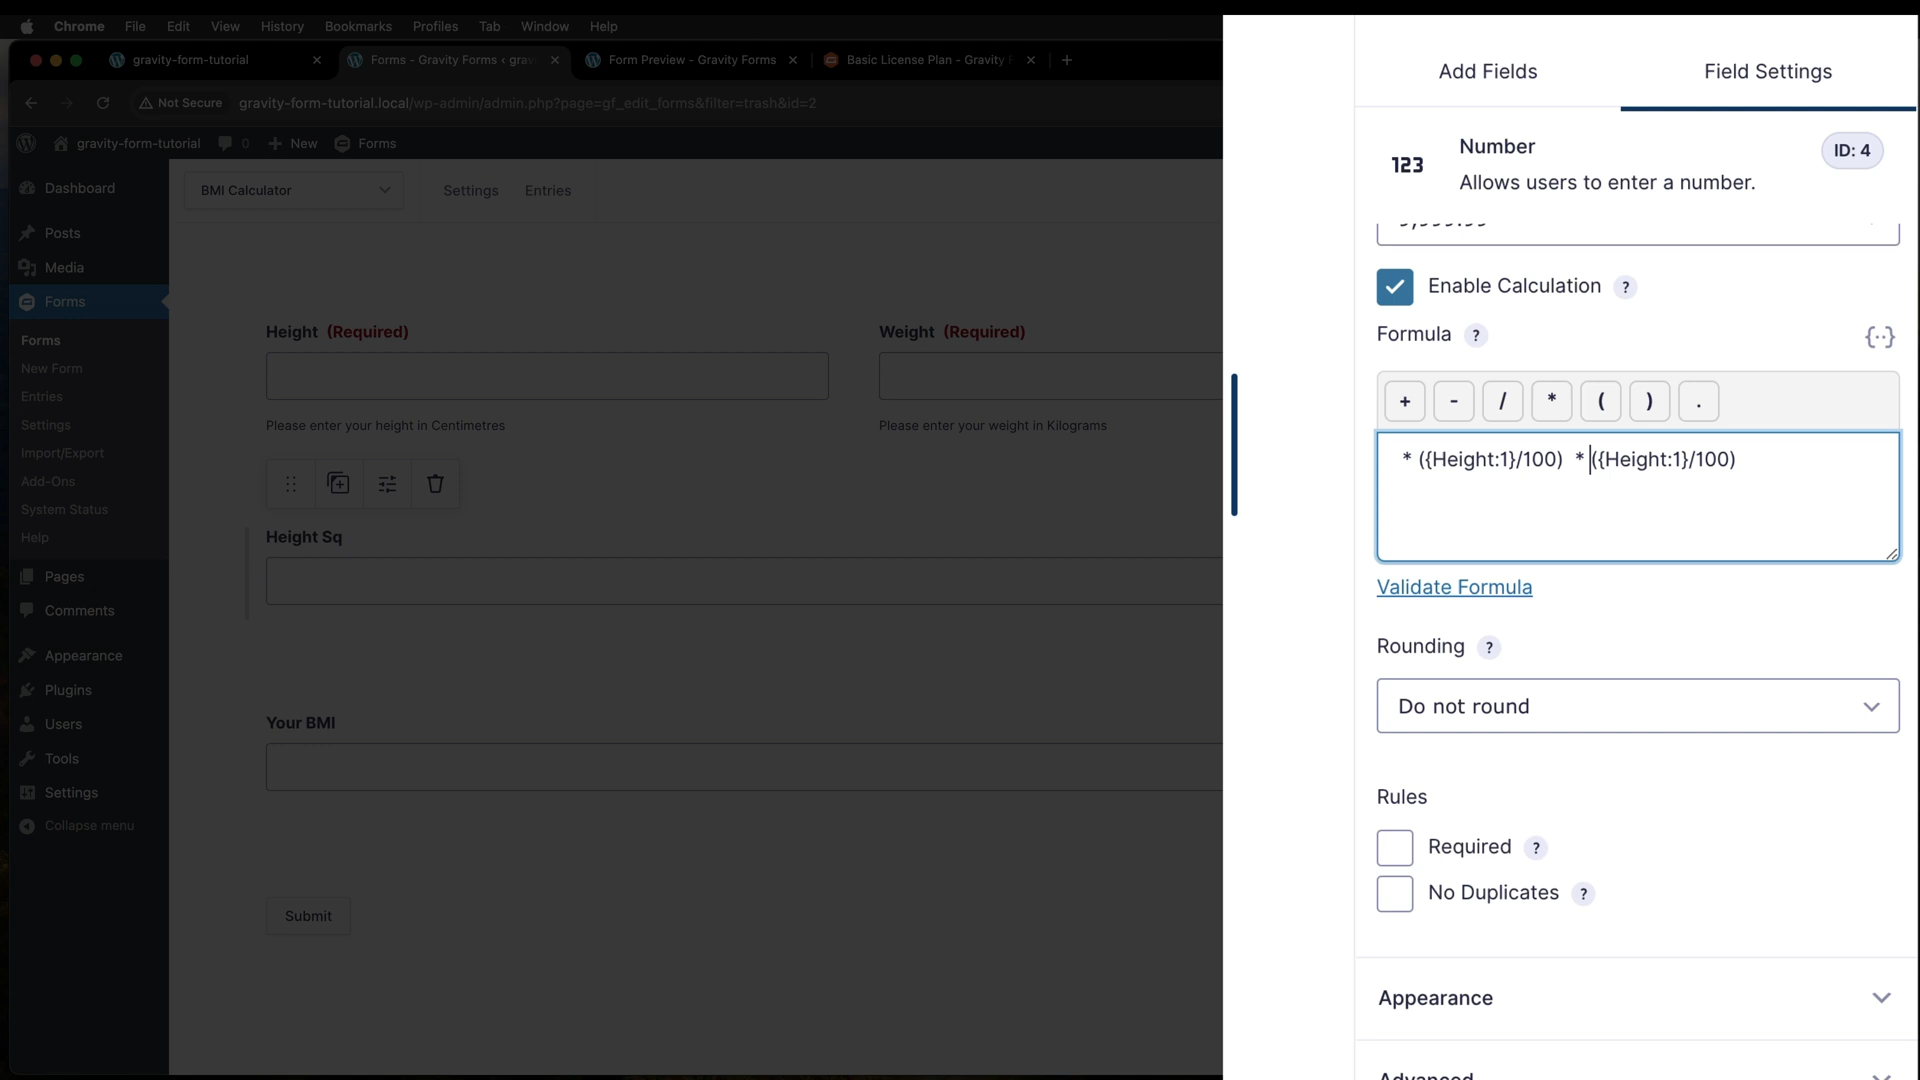 Chrome File Edit View History Bookmarks Profiles Tab Window Help
gravity-form-tutorial
Forms - Gravity Forms ‹ grav
Form Preview - Gravity Forms
Basic License Plan - Gravity F
Not Secure gravity-form-tutorial.local/wp-admin/admin.php?page=gf_edit_forms&filter=trash&id=2
gravity-form-tutorial 0 New Forms
Dashboard
Posts
Media
Forms
Forms
New Form
Entries
Settings
Import/Export
Add-Ons
System Status
Help
Pages
Comments
Appearance
Plugins
Users
Tools
Settings
Collapse menu
BMI Calculator Settings Entries
Height (Required)
Please enter your height in Centimetres
Weight (Required)
Please enter your weight in Kilograms
Height Sq
Your BMI
Submit
Add Fields Field Settings
123
Number
Allows users to enter a number.
ID: 4
9,999.99
Enable Calculation ?
Formula ? {··}
+ - / * ( ) .
* ({Height:1}/100) * ({Height:1}/100)
Validate Formula
Rounding ?
Do not round
Rules
Required ?
No Duplicates ?
Appearance
Advanced